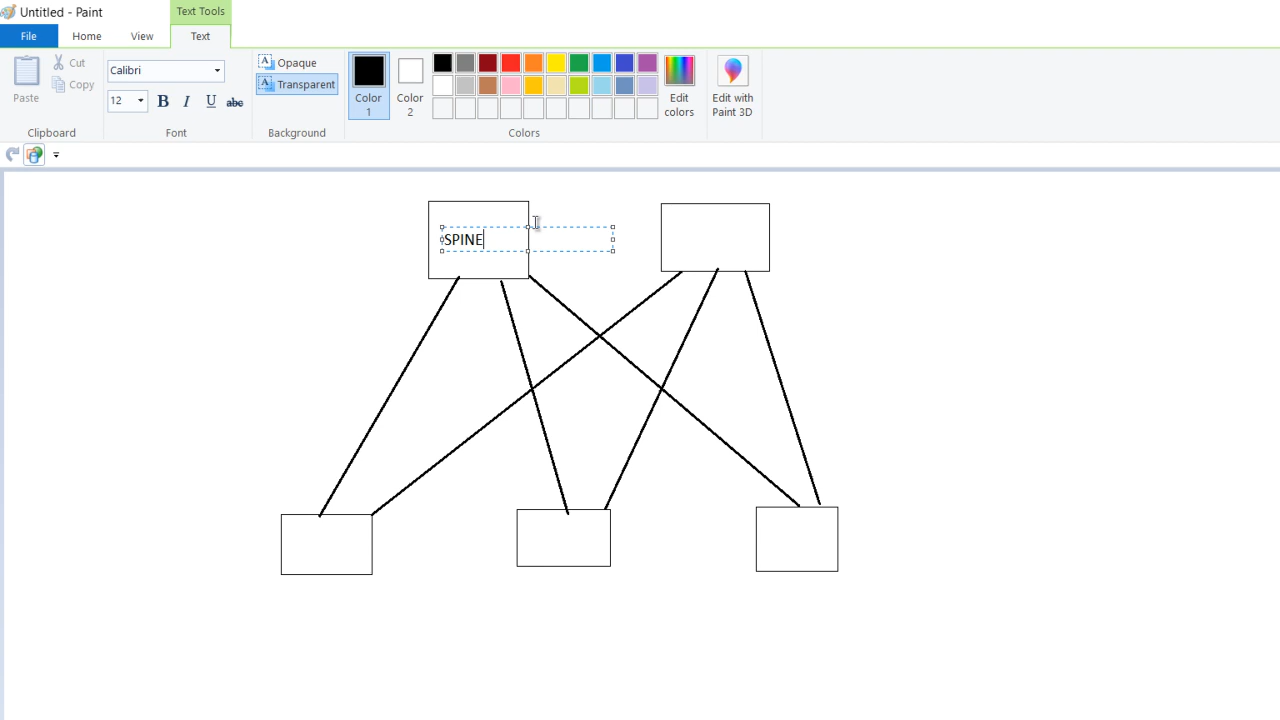 Untitled - Paint
Text Tools
File
Home
View
Text
Paste
Cut
Copy
Clipboard
Calibri
12
B
I
U
abc
Font
A Opaque
A Transparent
Background
Color 1
Color 2
Edit colors
Colors
Edit with Paint 3D
SPINE